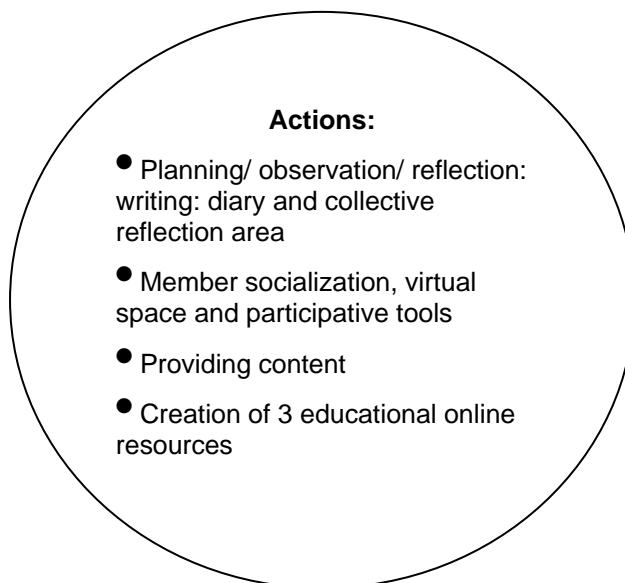 Actions:
● Planning/ observation/ reflection:
writing: diary and collective
reflection area
● Member socialization, virtual
space and participative tools
● Providing content
● Creation of 3 educational online
resources